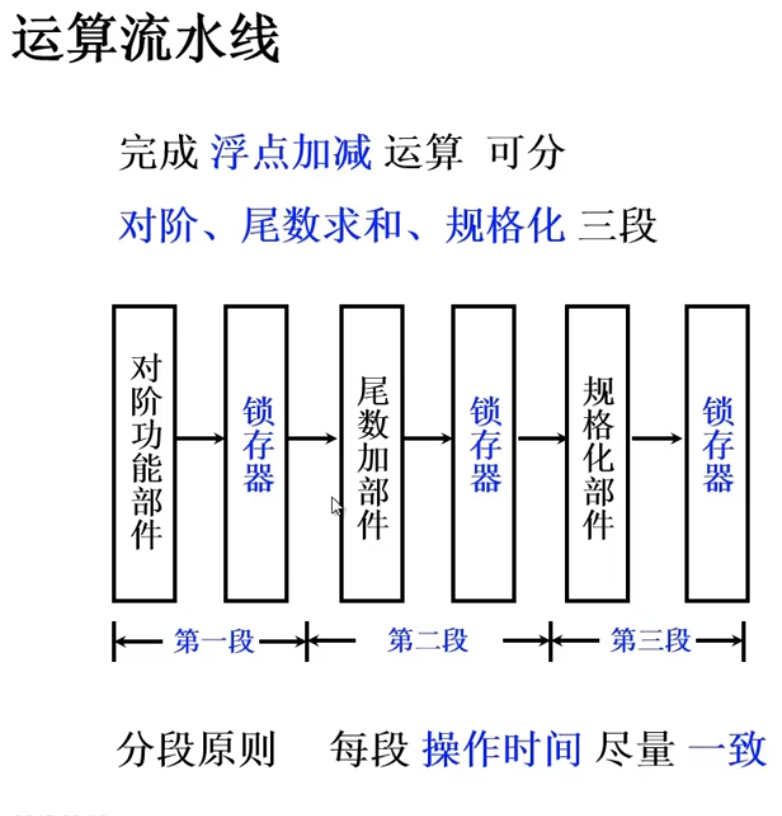 运算流水线
完成 浮点加减 运算 可分
对阶、尾数求和、规格化 三段
对阶功能部件
锁存器
尾数加部件
锁存器
规格化部件
锁存器
第一段
第二段
第三段
分段原则 每段 操作时间 尽量 一致